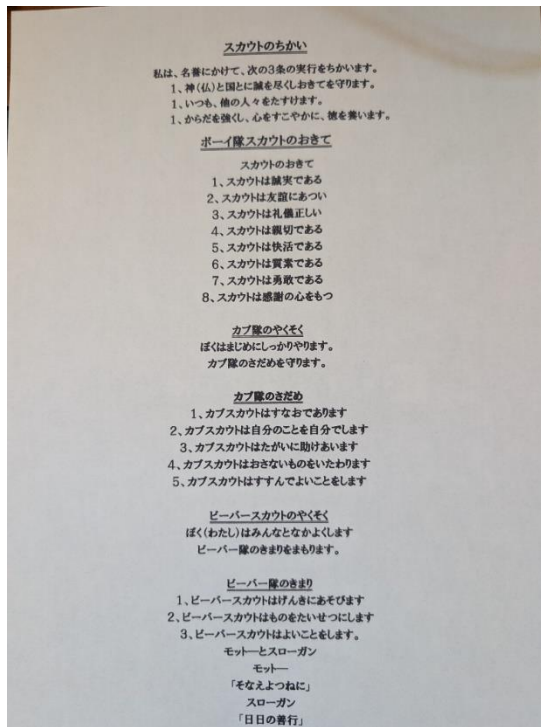 スカウトのちかい
私は、名誉にかけて、次の3条の実行をちかいます。
1、神(仏)と国とに誠を尽くしおきてを守ります。
1、いつも、他の人々をたすけます。
1、からだを強くし、心をすこやかに、徳を養います。
ボーイ隊スカウトのおきて
スカウトのおきて
1、スカウトは誠実である
2、スカウトは友誼にあつい
3、スカウトは礼儀正しい
4、スカウトは親切である
5、スカウトは快活である
6、スカウトは質素である
7、スカウトは勇敢である
8、スカウトは感謝の心をもつ
カブ隊のやくそく
ぼくはまじめにしっかりやります。
カブ隊のさだめを守ります。
カブ隊のさだめ
1、カブスカウトはすなおであります
2、カブスカウトは自分のことを自分でします
3、カブスカウトはたがいに助けあいます
4、カブスカウトはおさないものをいたわります
5、カブスカウトはすすんでよいことをします
ビーバースカウトのやくそく
ぼく(わたし)はみんなとなかよくします
ビーバー隊のきまりをまもります。
ビーバー隊のきまり
1、ビーバースカウトはげんきにあそびます
2、ビーバースカウトはものをたいせつにします
3、ビーバースカウトはよいことをします。
モットーとスローガン
モットー
「そなえよつねに」
スローガン
「日日の善行」